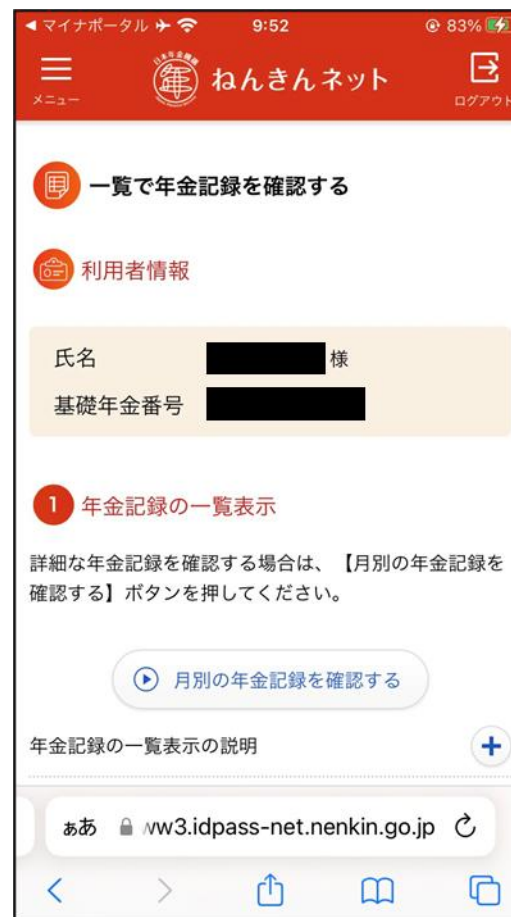 マイナポータル 9:52 83%
メニュー
ねんきんネット
ログアウト
一覧で年金記録を確認する
利用者情報
氏名 様
基礎年金番号
1 年金記録の一覧表示
詳細な年金記録を確認する場合は、【月別の年金記録を
確認する】ボタンを押してください。
月別の年金記録を確認する
年金記録の一覧表示の説明
ぁあ ww3.idpass-net.nenkin.go.jp